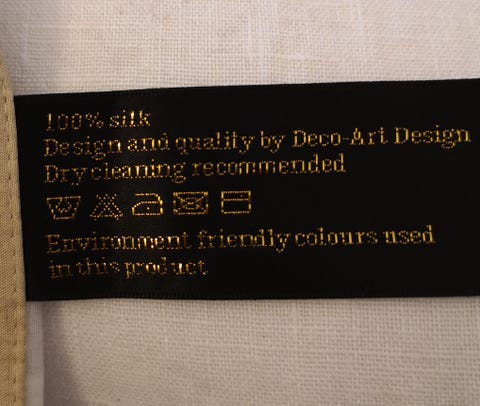 100% silk
Design and quality by Deco-Art Design
Dry cleaning recommended
Environment friendly colours used
in this product